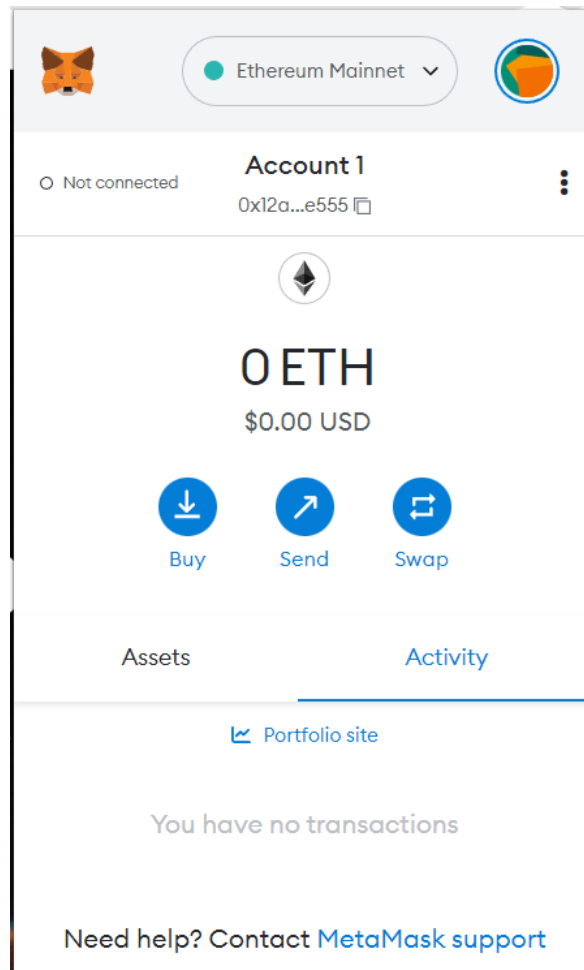 Ethereum Mainnet
Not connected
Account 1
0x12a...e555
0 ETH
$0.00 USD
Buy Send Swap
Assets Activity
Portfolio site
You have no transactions
Need help? Contact MetaMask support